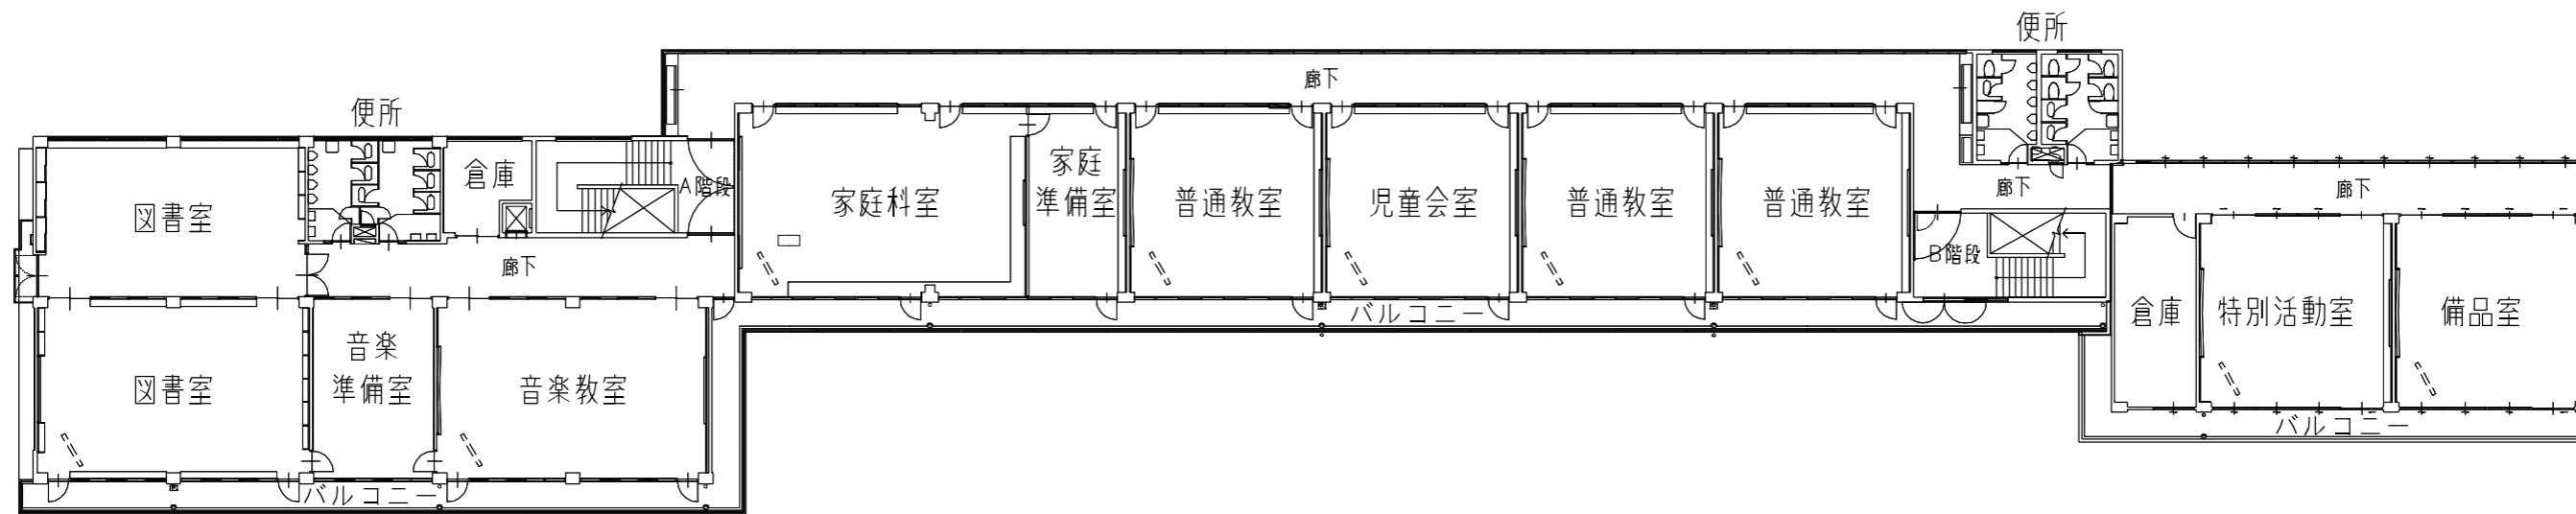 便所
廊下
便所
倉庫
A階段
図書室
廊下
家庭科室
家庭
準備室
普通教室
児童会室
普通教室
普通教室
廊下
B階段
廊下
バルコニー
倉庫
特別活動室
備品室
バルコニー
図書室
音楽
準備室
音楽教室
バルコニー